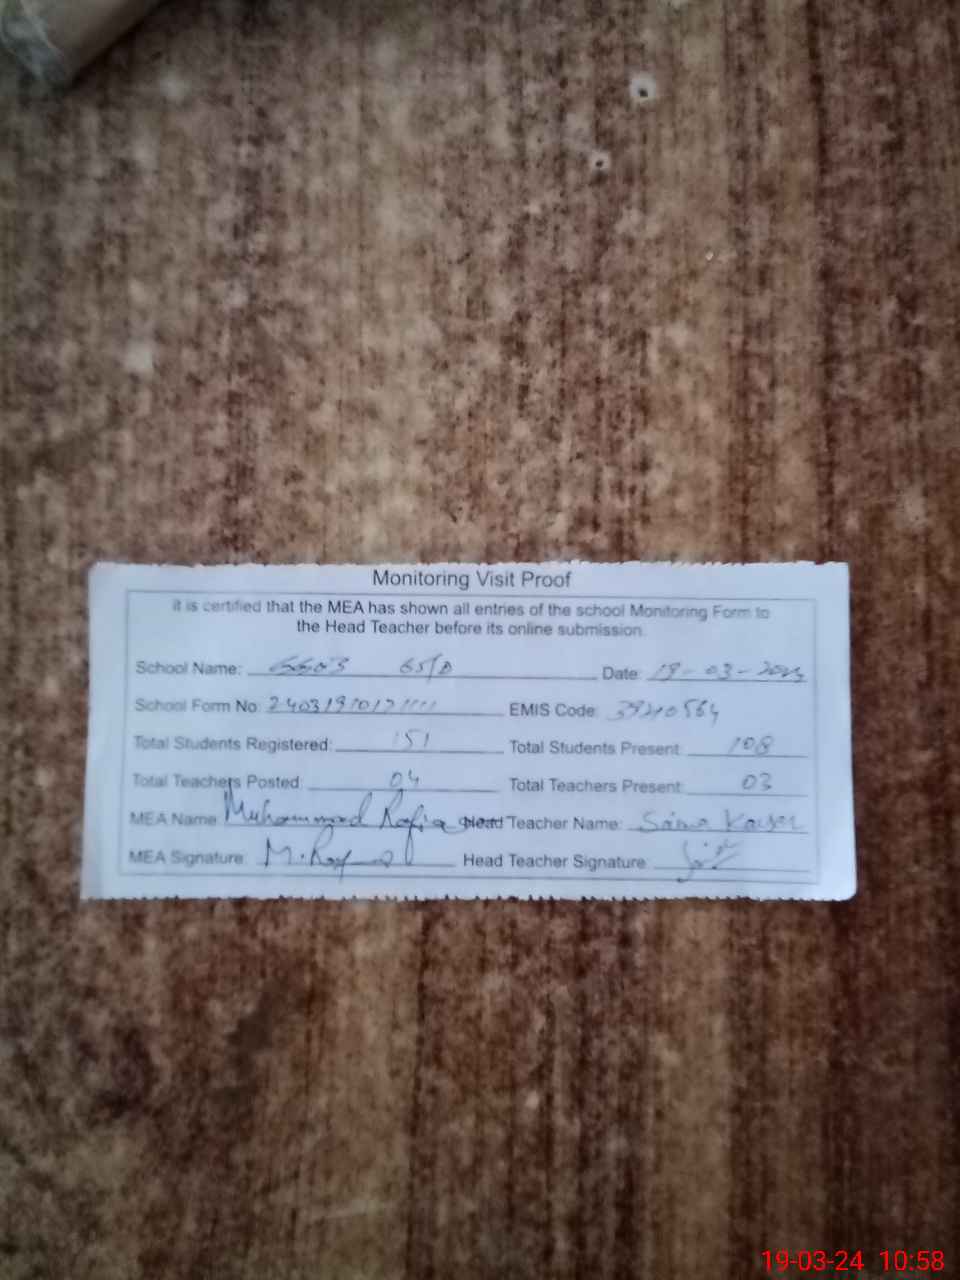 Monitoring Visit Proof
it is certified that the MEA has shown all entries of the school Monitoring Form to
the Head Teacher before its online submission.
School Name: 65/D Date: 19-03-2024
School Form No: EMIS Code:
Total Students Registered: 151 Total Students Present: 108
Total Teachers Posted: 04 Total Teachers Present: 03
MEA Name: Muhammad Rafiq Head Teacher Name: Saima
MEA Signature: Head Teacher Signature:
19-03-24 10:58